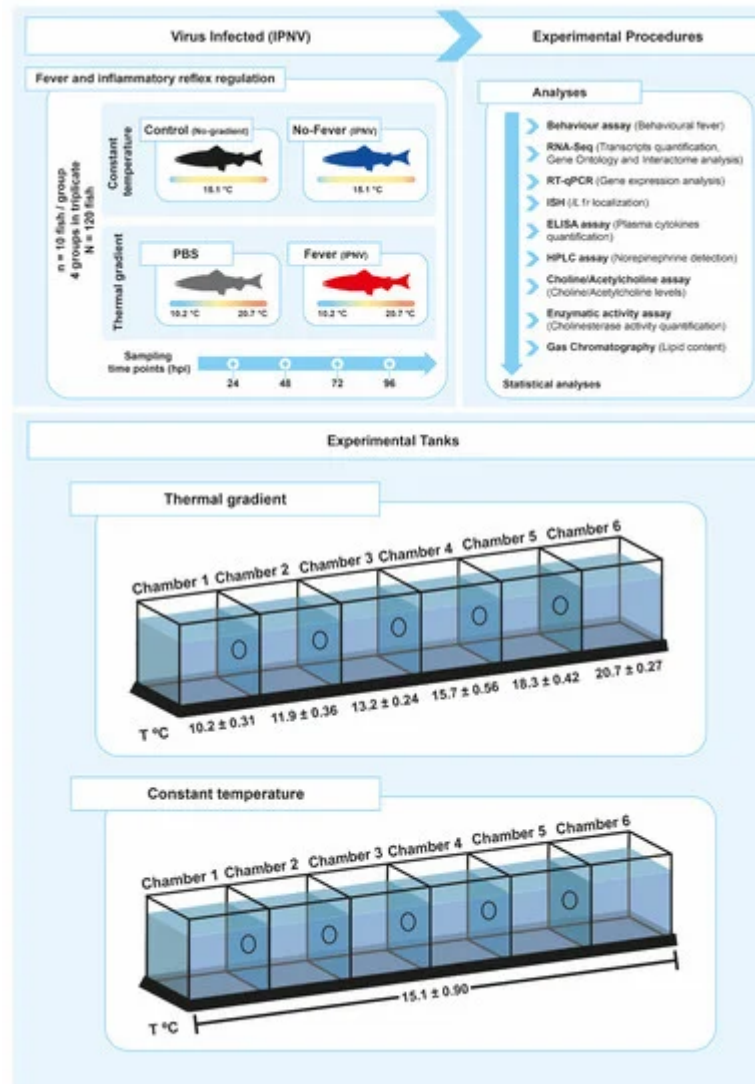 Virus Infected (IPNV)
Experimental Procedures
Fever and inflammatory reflex regulation
n = 10 fish / group
4 groups in triplicate
N = 120 fish
Constant
temperature
Control (No-gradient)
15.1 °C
No-Fever (IPNV)
15.1 °C
Thermal gradient
PBS
10.2 °C
20.7 °C
Fever (IPNV)
10.2 °C
20.7 °C
Sampling
time points (hpi)
24
48
72
96
Analyses
Behaviour assay (Behavioural fever)
RNA-Seq (Transcripts quantification,
Gene Ontology and Interactome analysis)
RT-qPCR (Gene expression analysis)
ISH (IL1r localization)
ELISA assay (Plasma cytokines
quantification)
HPLC assay (Norepinephrine detection)
Choline/Acetylcholine assay
(Choline/Acetylcholine levels)
Enzymatic activity assay
(Cholinesterase activity quantification)
Gas Chromatography (Lipid content)
Statistical analyses
Experimental Tanks
Thermal gradient
Chamber 1
Chamber 2
Chamber 3
Chamber 4
Chamber 5
Chamber 6
T ºC
10.2 ± 0.31
11.9 ± 0.36
13.2 ± 0.24
15.7 ± 0.56
18.3 ± 0.42
20.7 ± 0.27
Constant temperature
Chamber 1
Chamber 2
Chamber 3
Chamber 4
Chamber 5
Chamber 6
T ºC
15.1 ± 0.90